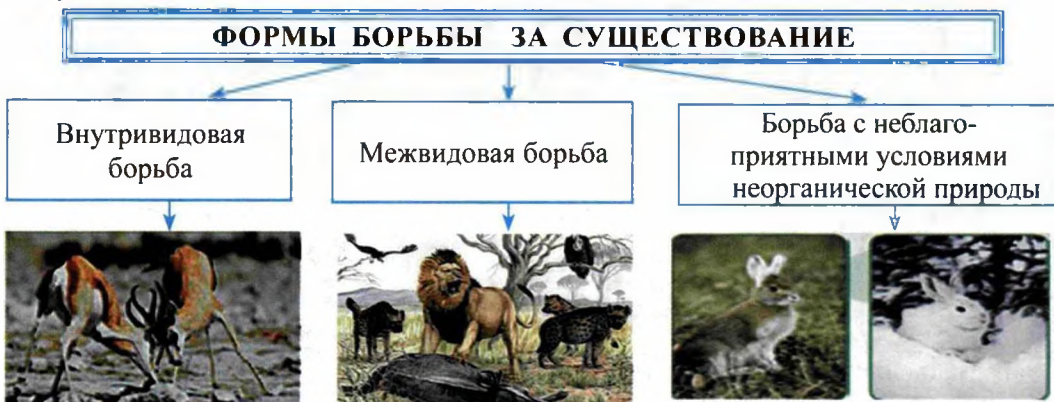 ФОРМЫ БОРЬБЫ ЗА СУЩЕСТВОВАНИЕ
Внутривидовая
борьба
Межвидовая борьба
Борьба с неблаго-
приятными условиями
неорганической природы